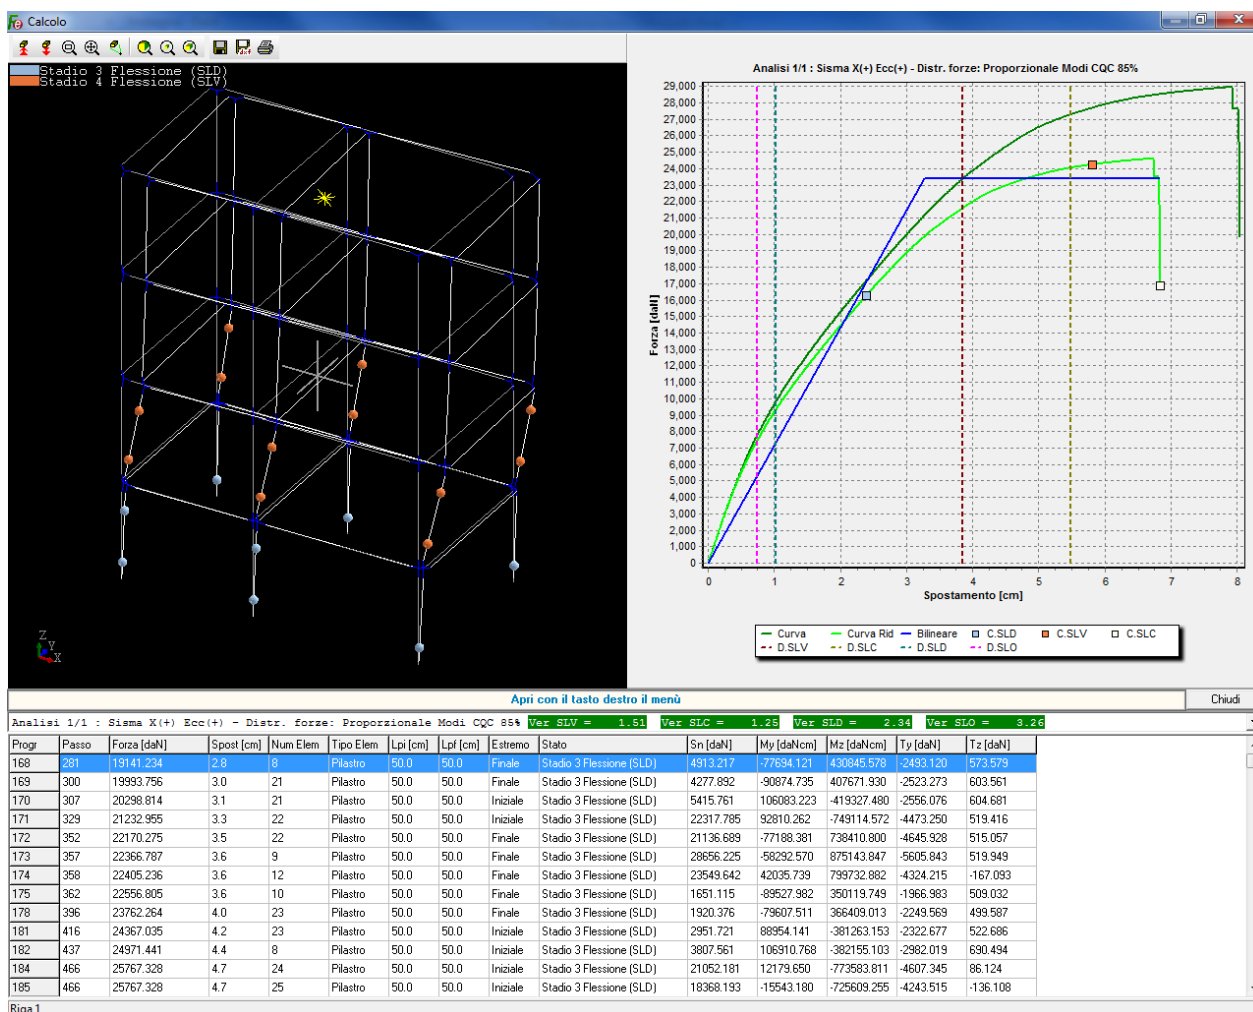 Calcolo
Stadio 3 Flessione (SLD)
Stadio 4 Flessione (SLV)
Z
Y
X
Analisi 1/1 : Sisma X(+) Ecc(+) - Distr. forze: Proporzionale Modi CQC 85%
29,000
28,000
27,000
26,000
25,000
24,000
23,000
22,000
21,000
20,000
19,000
18,000
17,000
16,000
15,000
14,000
13,000
12,000
11,000
10,000
9,000
8,000
7,000
6,000
5,000
4,000
3,000
2,000
1,000
0
Forza [daN]
0 1 2 3 4 5 6 7 8
Spostamento [cm]
Curva Curva Rid Bilineare C.SLD C.SLV C.SLC
D.SLV D.SLC D.SLD D.SLO
Apri con il tasto destro il menù Chiudi
Analisi 1/1 : Sisma X(+) Ecc(+) - Distr. forze: Proporzionale Modi CQC 85% Ver SLV = 1.51 Ver SLC = 1.25 Ver SLD = 2.34 Ver SLO = 3.26
Progr Passo Forza [daN] Spost [cm] Num Elem Tipo Elem Lpi [cm] Lpf [cm] Estremo Stato Sn [daN] My [daNcm] Mz [daNcm] Ty [daN] Tz [daN]
168 281 19141.234 2.8 8 Pilastro 50.0 50.0 Finale Stadio 3 Flessione (SLD) 4913.217 -77694.121 430845.578 -2493.120 573.579
169 300 19993.756 3.0 21 Pilastro 50.0 50.0 Finale Stadio 3 Flessione (SLD) 4277.892 -90874.735 407671.930 -2523.273 603.561
170 307 20298.814 3.1 21 Pilastro 50.0 50.0 Iniziale Stadio 3 Flessione (SLD) 5415.761 106083.223 -419327.480 -2556.076 604.681
171 329 21232.955 3.3 22 Pilastro 50.0 50.0 Iniziale Stadio 3 Flessione (SLD) 22317.785 92810.262 -749114.572 -4473.250 519.416
172 352 22170.275 3.5 22 Pilastro 50.0 50.0 Finale Stadio 3 Flessione (SLD) 21136.689 -77188.381 738410.800 -4645.928 515.057
173 357 22366.787 3.6 9 Pilastro 50.0 50.0 Finale Stadio 3 Flessione (SLD) 28656.225 -58292.570 875143.847 -5605.843 519.949
174 358 22405.236 3.6 12 Pilastro 50.0 50.0 Finale Stadio 3 Flessione (SLD) 23549.642 42035.739 799732.882 -4324.215 -167.093
175 362 22556.805 3.6 10 Pilastro 50.0 50.0 Finale Stadio 3 Flessione (SLD) 1651.115 -89527.982 350119.749 -1966.983 509.032
178 396 23762.264 4.0 23 Pilastro 50.0 50.0 Finale Stadio 3 Flessione (SLD) 1920.376 -79607.511 366409.013 -2249.569 499.587
181 416 24367.035 4.2 23 Pilastro 50.0 50.0 Iniziale Stadio 3 Flessione (SLD) 2951.721 88954.141 -381263.153 -2322.677 522.686
182 437 24971.441 4.4 8 Pilastro 50.0 50.0 Iniziale Stadio 3 Flessione (SLD) 3807.561 106910.768 -382155.103 -2982.019 690.494
184 466 25767.328 4.7 24 Pilastro 50.0 50.0 Iniziale Stadio 3 Flessione (SLD) 21052.181 12179.650 -773583.811 -4607.345 86.124
185 466 25767.328 4.7 25 Pilastro 50.0 50.0 Iniziale Stadio 3 Flessione (SLD) 18368.193 -15543.180 -725609.255 -4243.515 -136.108
Riga 1